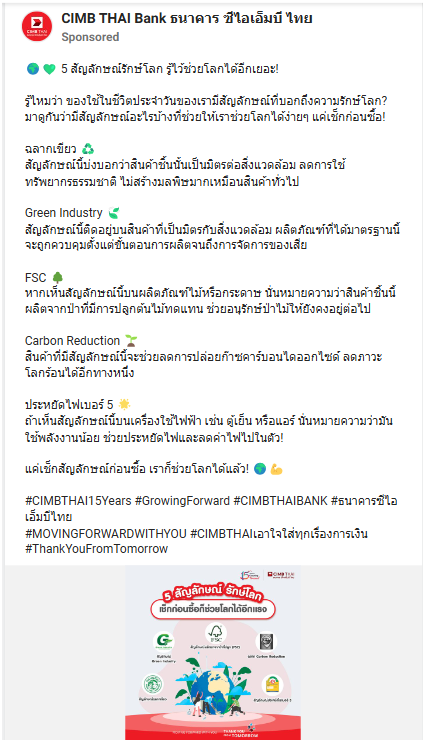 CIMB THAI Bank ธนาคาร ซีไอเอ็มบี ไทย
Sponsored
🌍 💚 5 สัญลักษณ์รักษ์โลก รู้ไว้ช่วยโลกได้อีกเยอะ!
รู้ไหมว่า ของใช้ในชีวิตประจำวันของเรามีสัญลักษณ์ที่บอกถึงความรักษ์โลก?
มาดูกันว่ามีสัญลักษณ์อะไรบ้างที่ช่วยให้เราช่วยโลกได้ง่ายๆ แค่เช็กก่อนซื้อ!
ฉลากเขียว ♻️
สัญลักษณ์นี้บ่งบอกว่าสินค้าชิ้นนั้นเป็นมิตรต่อสิ่งแวดล้อม ลดการใช้
ทรัพยากรธรรมชาติ ไม่สร้างมลพิษมากเหมือนสินค้าทั่วไป
Green Industry 🍃
สัญลักษณ์นี้ติดอยู่บนสินค้าที่เป็นมิตรกับสิ่งแวดล้อม ผลิตภัณฑ์ที่ได้มาตรฐานนี้
จะถูกควบคุมตั้งแต่ขั้นตอนการผลิตจนถึงการจัดการของเสีย
FSC 🌳
หากเห็นสัญลักษณ์นี้บนผลิตภัณฑ์ไม้หรือกระดาษ นั่นหมายความว่าสินค้าชิ้นนี้
ผลิตจากป่าที่มีการปลูกต้นไม้ทดแทน ช่วยอนุรักษ์ป่าไม้ให้ยังคงอยู่ต่อไป
Carbon Reduction 🌱
สินค้าที่มีสัญลักษณ์นี้จะช่วยลดการปล่อยก๊าซคาร์บอนไดออกไซด์ ลดภาวะ
โลกร้อนได้อีกทางหนึ่ง
ประหยัดไฟเบอร์ 5 🌟
ถ้าเห็นสัญลักษณ์นี้บนเครื่องใช้ไฟฟ้า เช่น ตู้เย็น หรือแอร์ นั่นหมายความว่ามัน
ใช้พลังงานน้อย ช่วยประหยัดไฟและลดค่าไฟไปในตัว!
แค่เช็กสัญลักษณ์ก่อนซื้อ เราก็ช่วยโลกได้แล้ว! 🌍 💪
#CIMBTHAI15Years #GrowingForward #CIMBTHAIBANK #ธนาคารซีไอ
เอ็มบีไทย
#MOVINGFORWARDWITHYOU #CIMBTHAIเอาใจใส่ทุกเรื่องการเงิน
#ThankYouFromTomorrow
CIMB THAI
5 สัญลักษณ์ รักษ์โลก
เช็กก่อนซื้อก็ช่วยโลกได้อีกแรง
FSC
Green Industry
Carbon Reduction
THANK YOU
TOMORROW